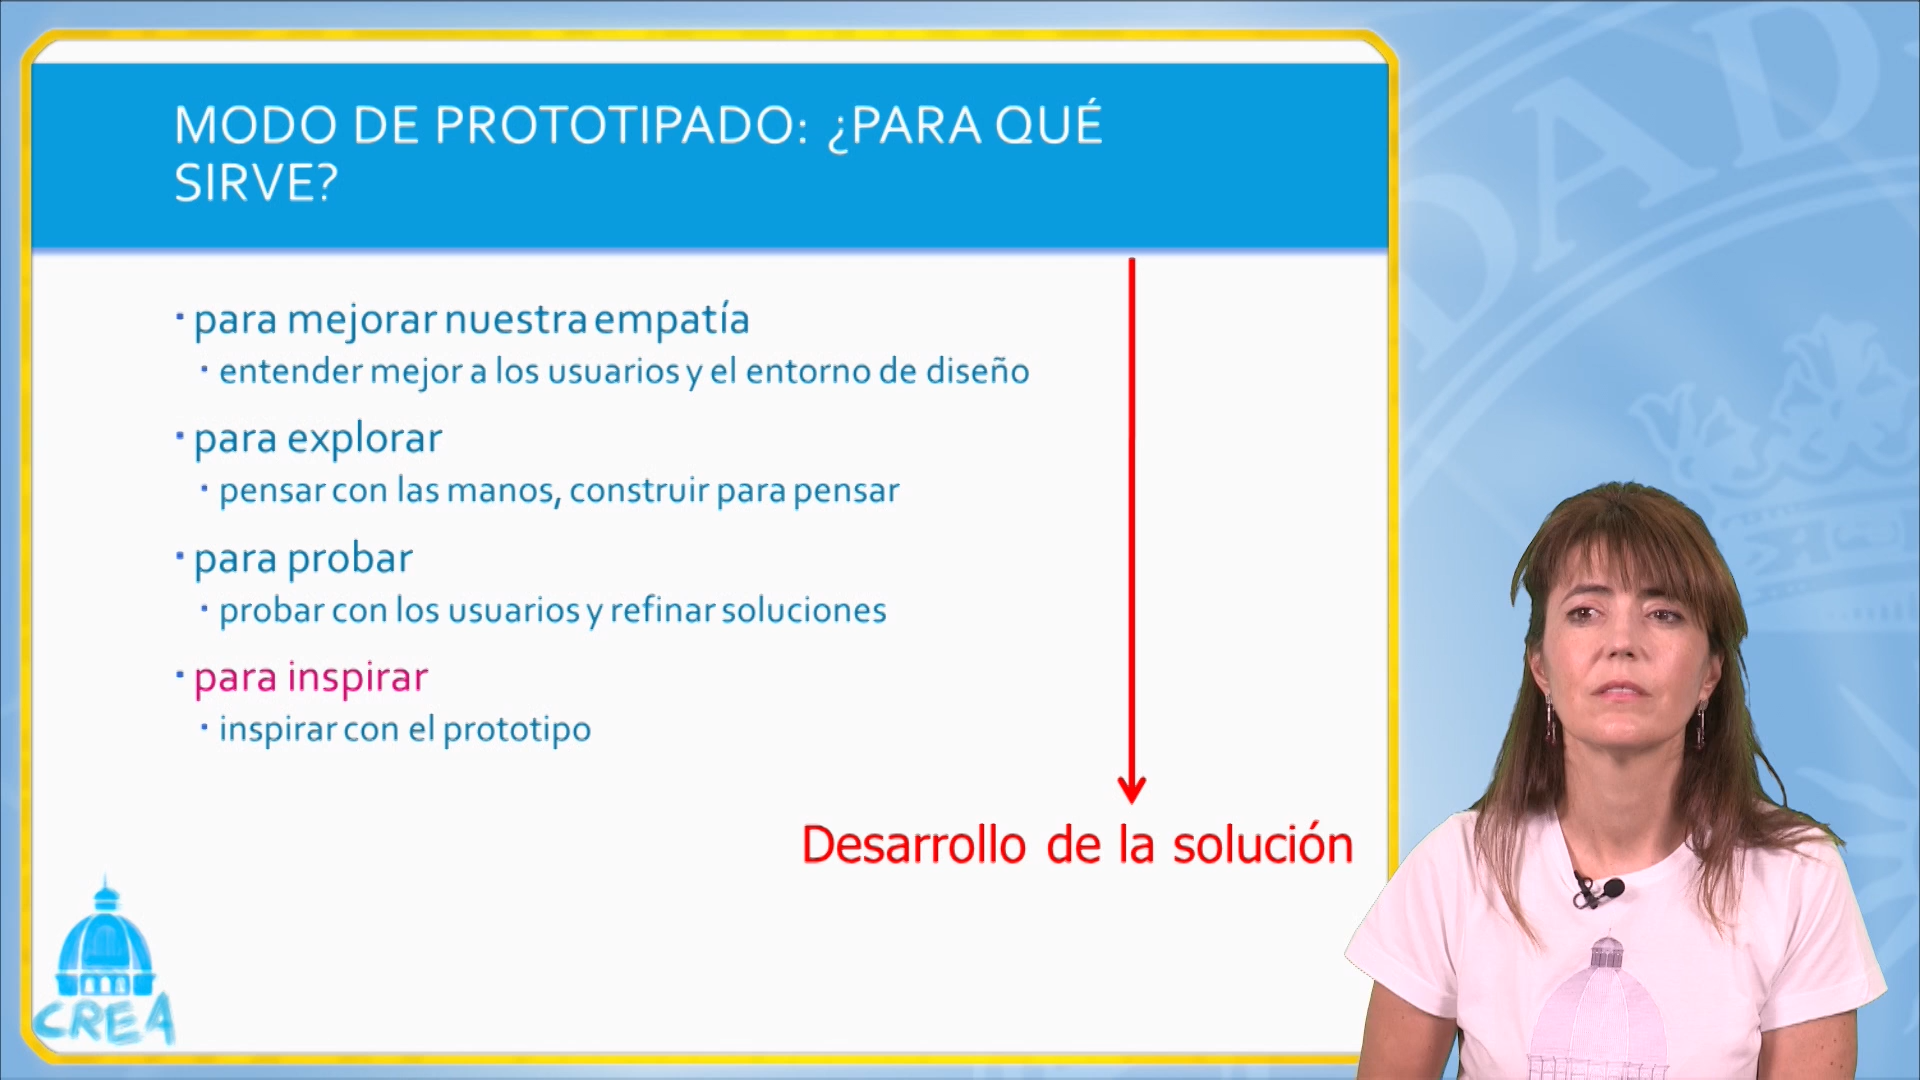 MODO DE PROTOTIPADO: ¿PARA QUÉ
SIRVE?
para mejorar nuestra empatía
entender mejor a los usuarios y el entorno de diseño
para explorar
pensar con las manos, construir para pensar
para probar
probar con los usuarios y refinar soluciones
para inspirar
inspirar con el prototipo
Desarrollo de la solución
CREA
DAD